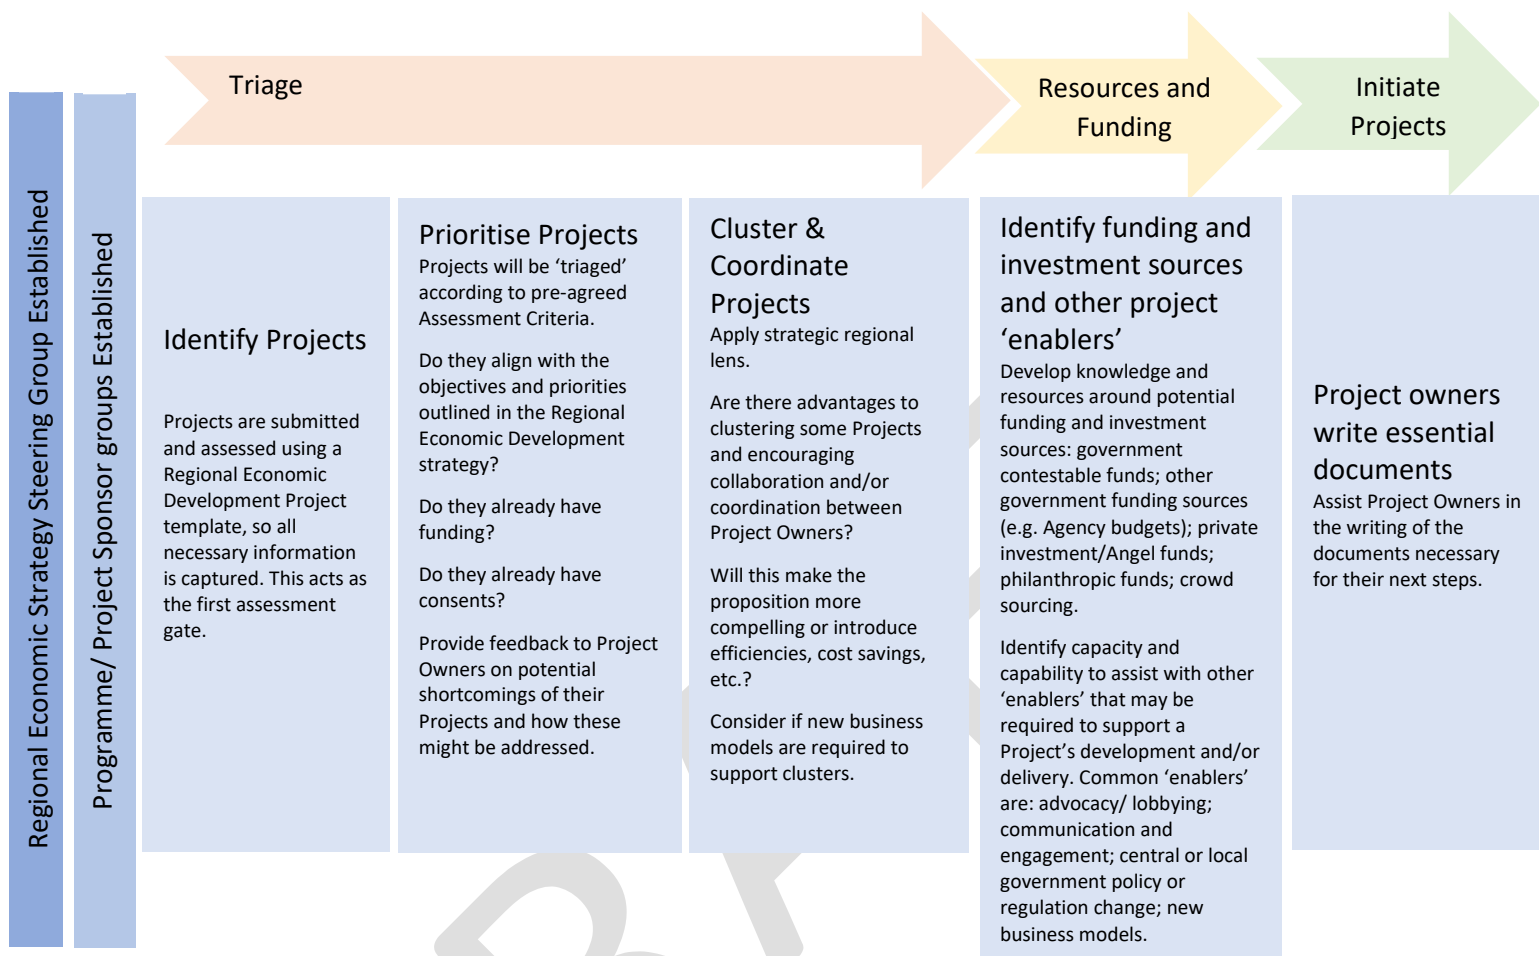 Triage
Resources and
Funding
Initiate
Projects
Regional Economic Strategy Steering Group Established
Programme/ Project Sponsor groups Established
Identify Projects
Projects are submitted
and assessed using a
Regional Economic
Development Project
template, so all
necessary information
is captured. This acts as
the first assessment
gate.
Prioritise Projects
Projects will be ‘triaged’
according to pre-agreed
Assessment Criteria.
Do they align with the
objectives and priorities
outlined in the Regional
Economic Development
strategy?
Do they already have
funding?
Do they already have
consents?
Provide feedback to Project
Owners on potential
shortcomings of their
Projects and how these
might be addressed.
Cluster &
Coordinate
Projects
Apply strategic regional
lens.
Are there advantages to
clustering some Projects
and encouraging
collaboration and/or
coordination between
Project Owners?
Will this make the
proposition more
compelling or introduce
efficiencies, cost savings,
etc.?
Consider if new business
models are required to
support clusters.
Identify funding and
investment sources
and other project
‘enablers’
Develop knowledge and
resources around potential
funding and investment
sources: government
contestable funds; other
government funding sources
(e.g. Agency budgets); private
investment/Angel funds;
philanthropic funds; crowd
sourcing.
Identify capacity and
capability to assist with other
‘enablers’ that may be
required to support a
Project’s development and/or
delivery. Common ‘enablers’
are: advocacy/ lobbying;
communication and
engagement; central or local
government policy or
regulation change; new
business models.
Project owners
write essential
documents
Assist Project Owners in
the writing of the
documents necessary
for their next steps.